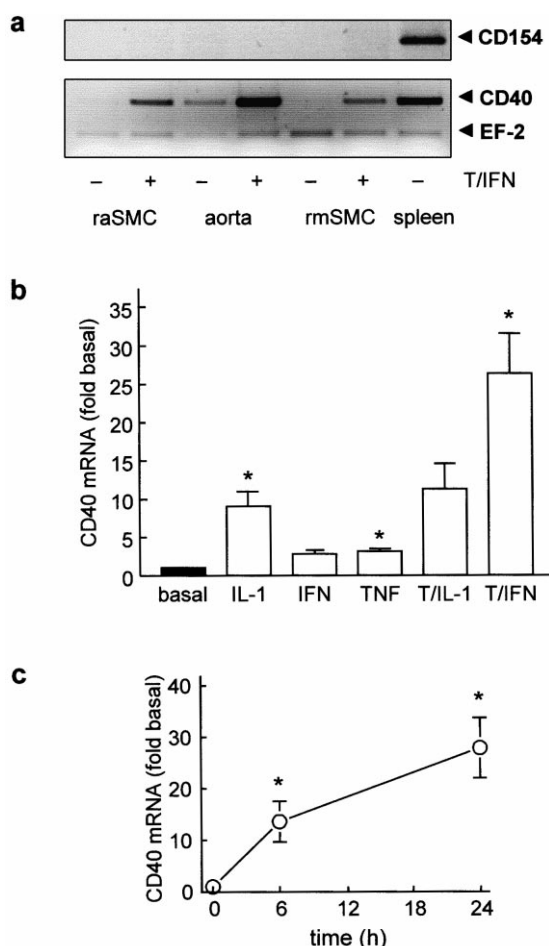 a
◄ CD154
◄ CD40
◄ EF-2
– + – + – + – T/IFN
raSMC aorta rmSMC spleen
b
CD40 mRNA (fold basal)
35
30
25
20
15
10
5
0
* * *
basal IL-1 IFN TNF T/IL-1 T/IFN
c
CD40 mRNA (fold basal)
40
30
20
10
0
* *
0 6 12 18 24
time (h)